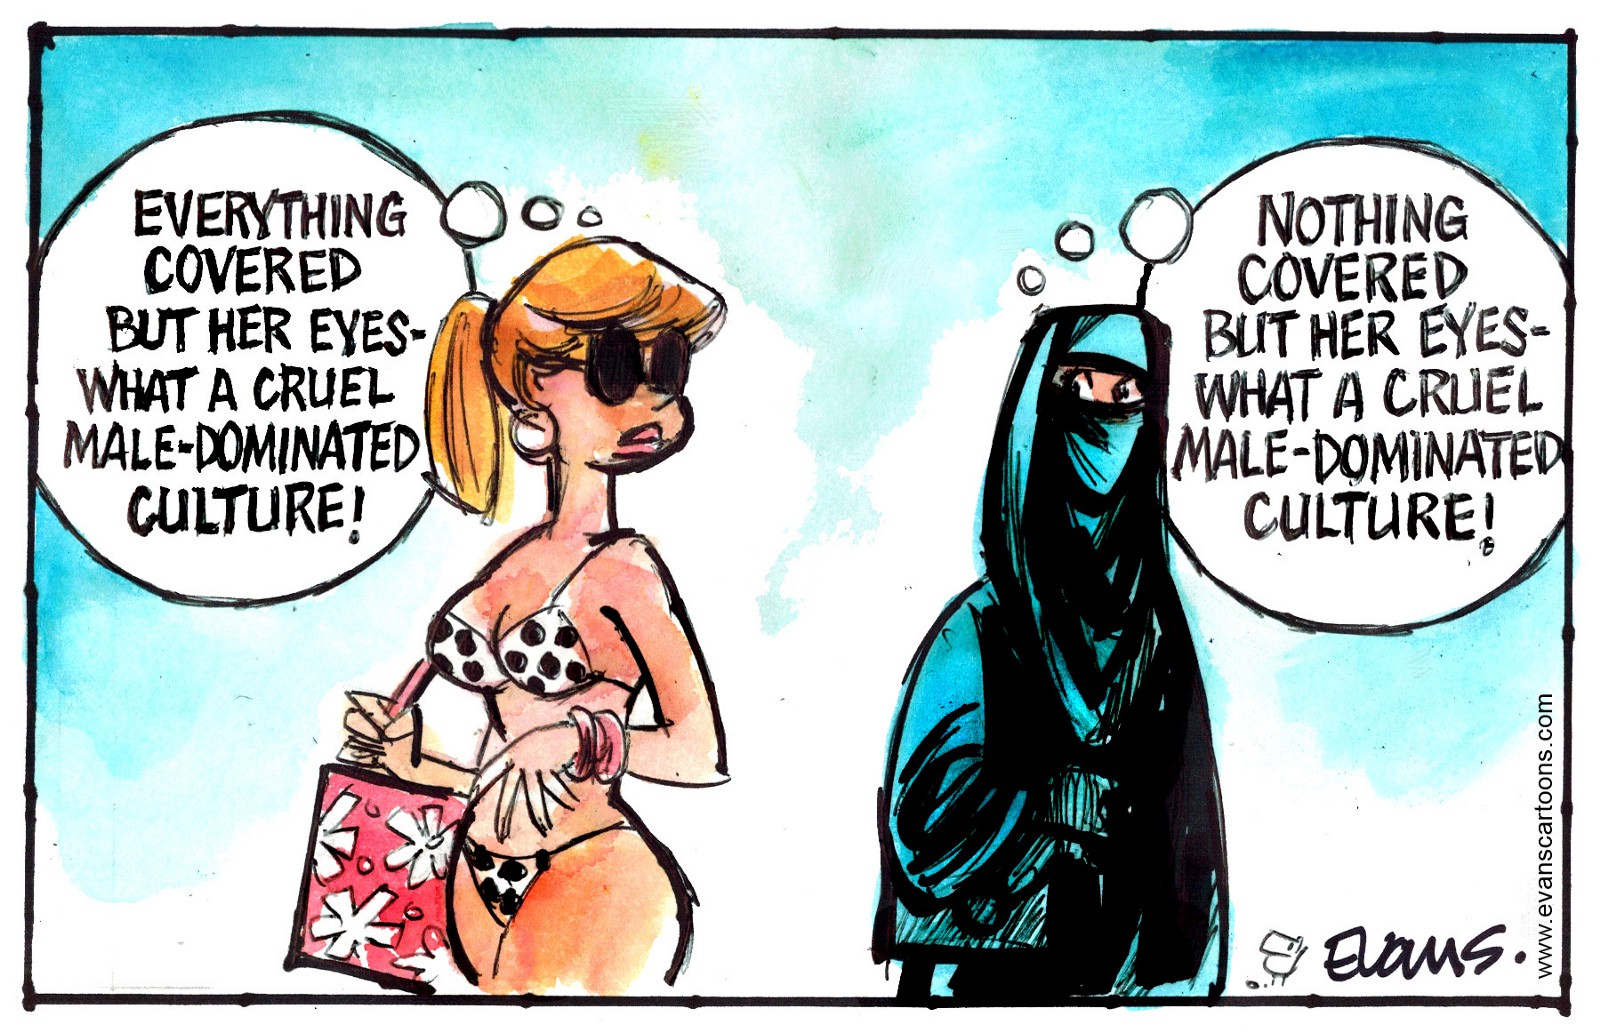 EVERYTHING
COVERED
BUT HER EYES-
WHAT A CRUEL
MALE-DOMINATED
CULTURE!
NOTHING
COVERED
BUT HER EYES-
WHAT A CRUEL
MALE-DOMINATED
CULTURE!
Evans.
www.evanscartoons.com